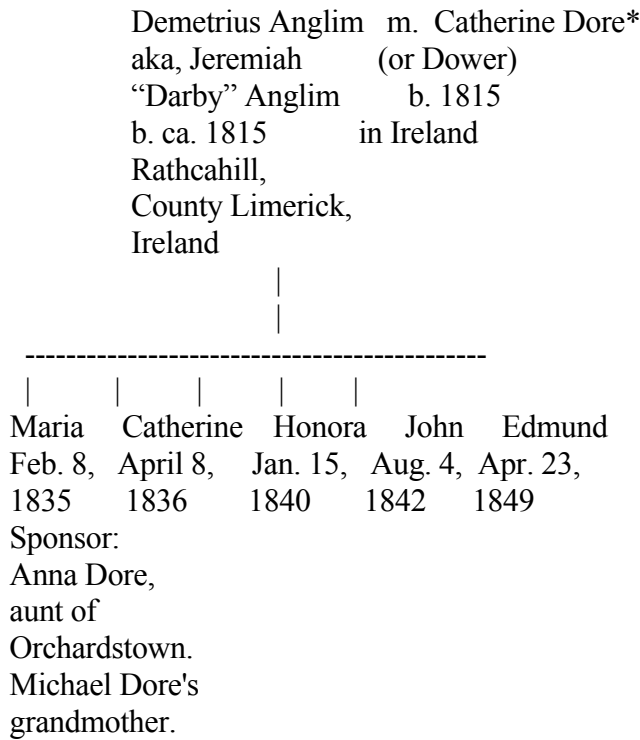 Demetrius Anglim m. Catherine Dore*
aka, Jeremiah (or Dower)
“Darby” Anglim b. 1815
b. ca. 1815 in Ireland
Rathcahill,
County Limerick,
Ireland
|
|
---------------------------------------------
| | | | |
Maria Catherine Honora John Edmund
Feb. 8, April 8, Jan. 15, Aug. 4, Apr. 23,
1835 1836 1840 1842 1849
Sponsor:
Anna Dore,
aunt of
Orchardstown.
Michael Dore's
grandmother.